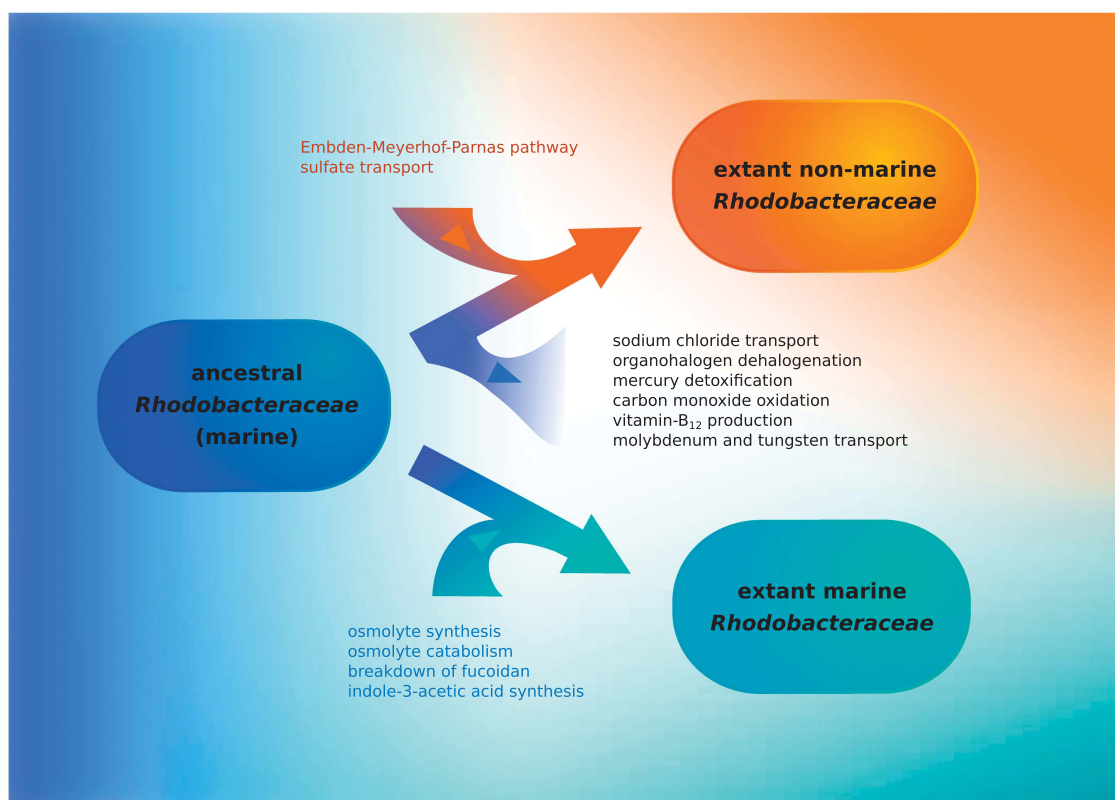 Embden-Meyerhof-Parnas pathway
sulfate transport
extant non-marine
Rhodobacteraceae
ancestral
Rhodobacteraceae
(marine)
sodium chloride transport
organohalogen dehalogenation
mercury detoxification
carbon monoxide oxidation
vitamin-B₁₂ production
molybdenum and tungsten transport
extant marine
Rhodobacteraceae
osmolyte synthesis
osmolyte catabolism
breakdown of fucoidan
indole-3-acetic acid synthesis